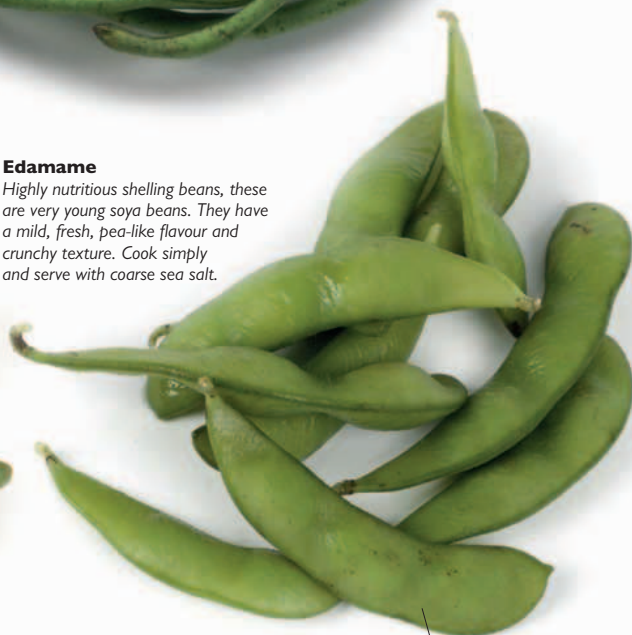 Edamame
Highly nutritious shelling beans, these
are very young soya beans. They have
a mild, fresh, pea-like flavour and
crunchy texture. Cook simply
and serve with coarse sea salt.